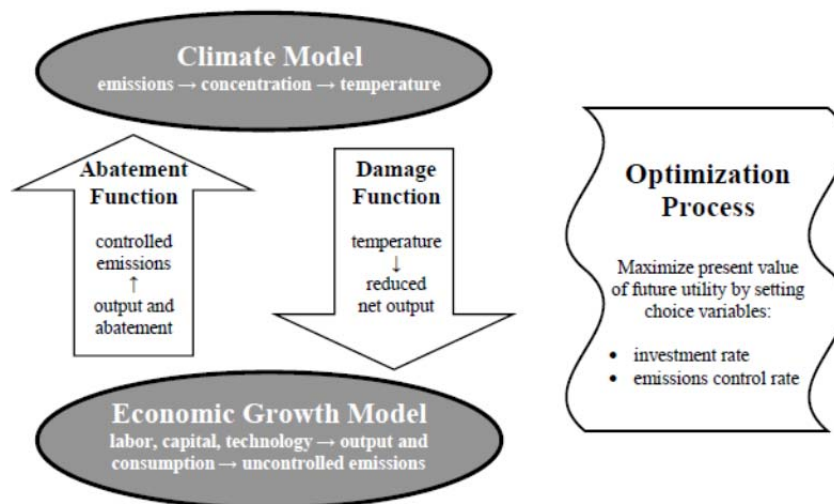 Climate Model
emissions → concentration → temperature
Abatement
Function
controlled
emissions
↑
output and
abatement
Damage
Function
temperature
↓
reduced
net output
Economic Growth Model
labor, capital, technology → output and
consumption → uncontrolled emissions
Optimization
Process
Maximize present value
of future utility by setting
choice variables:
• investment rate
• emissions control rate